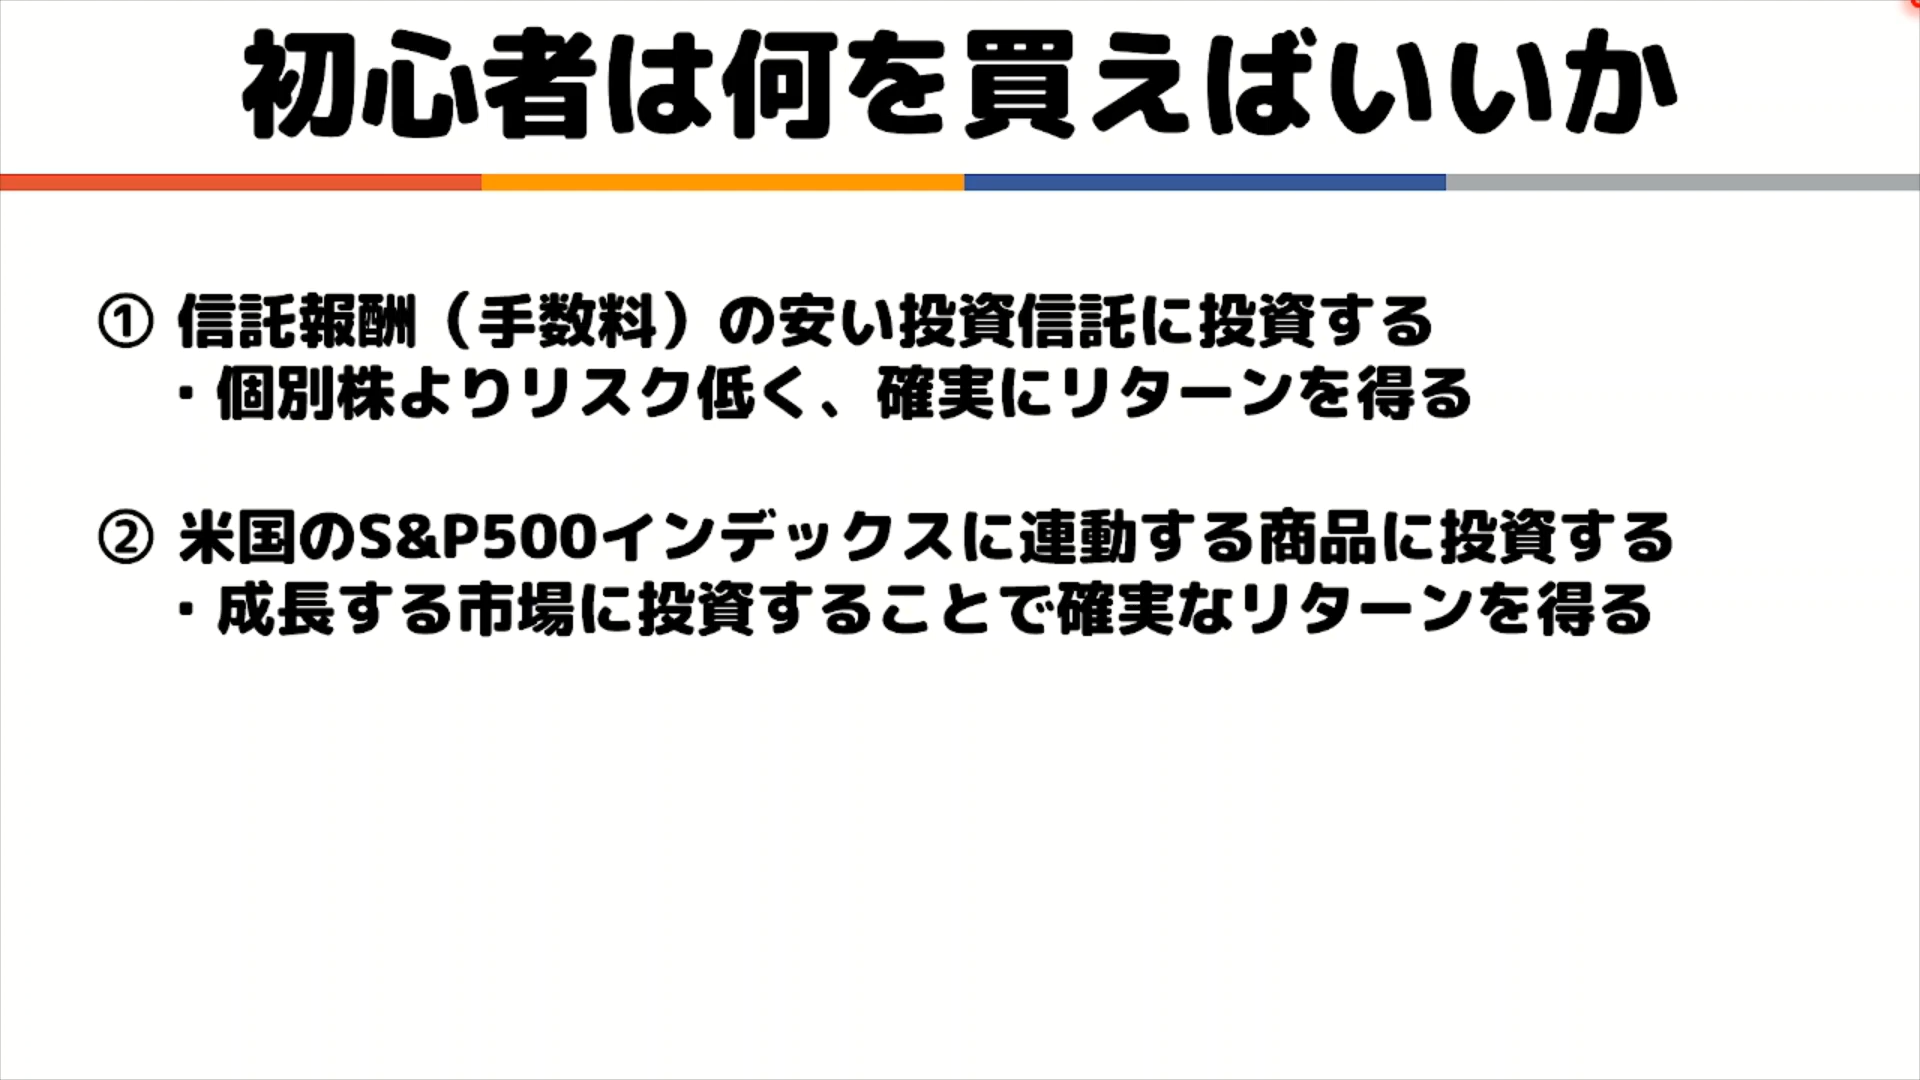 初心者は何を買えばいいか
① 信託報酬（手数料）の安い投資信託に投資する
・個別株よりリスク低く、確実にリターンを得る
② 米国のS&P500インデックスに連動する商品に投資する
・成長する市場に投資することで確実なリターンを得る